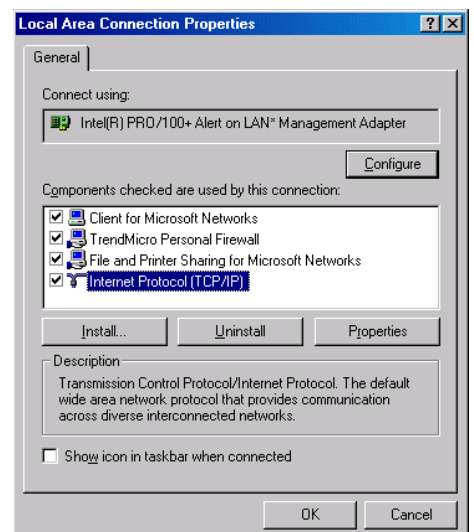 Local Area Connection Properties
General
Connect using:
Intel(R) PRO/100+ Alert on LAN* Management Adapter
Configure
Components checked are used by this connection:
Client for Microsoft Networks
TrendMicro Personal Firewall
File and Printer Sharing for Microsoft Networks
Internet Protocol (TCP/IP)
Install... Uninstall Properties
Description
Transmission Control Protocol/Internet Protocol. The default
wide area network protocol that provides communication
across diverse interconnected networks.
Show icon in taskbar when connected
OK Cancel